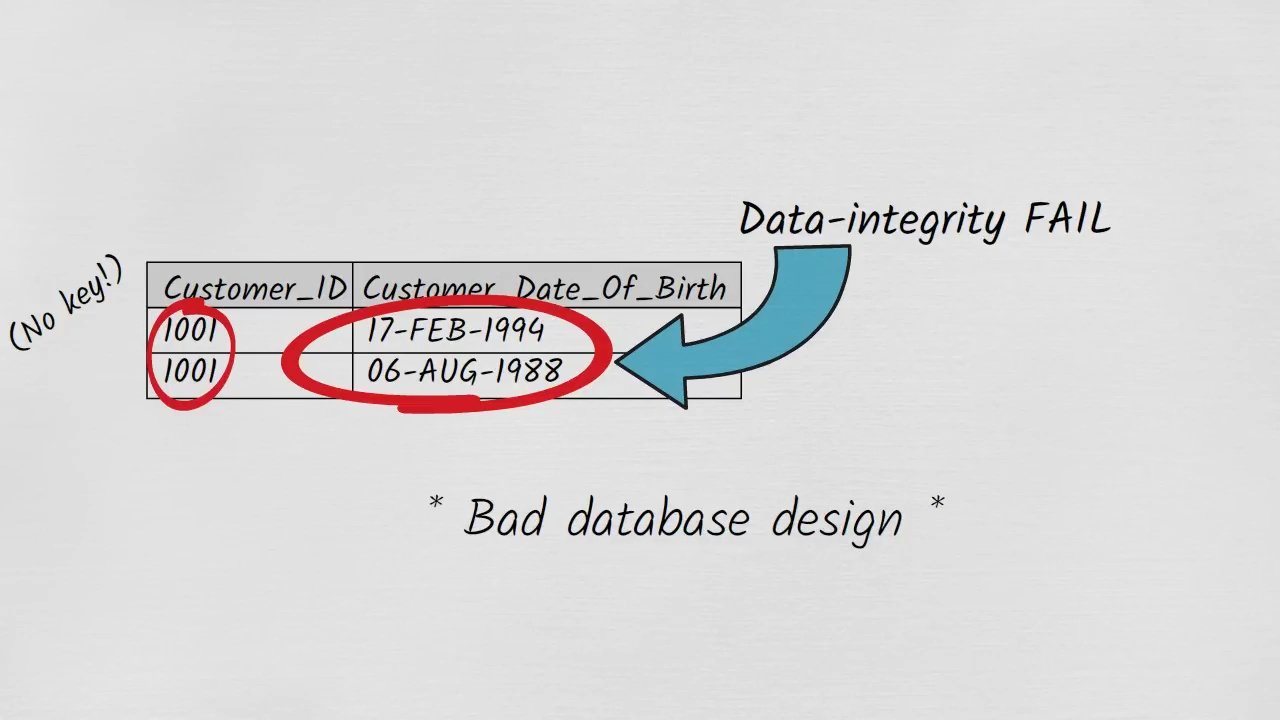 Data-integrity FAIL
(No key!)
Customer_ID Customer_Date_Of_Birth
1001 17-FEB-1994
1001 06-AUG-1988
* Bad database design *